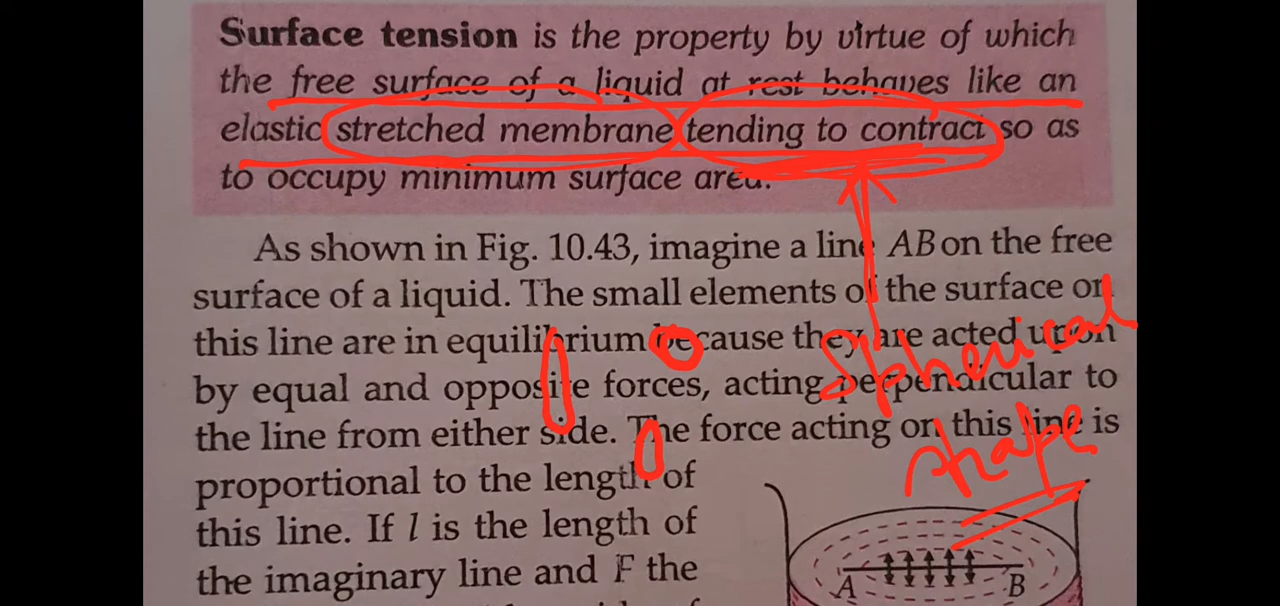 Surface tension is the property by virtue of which
the free surface of a liquid at rest behaves like an
elastic stretched membrane tending to contract so as
to occupy minimum surface area.
As shown in Fig. 10.43, imagine a line AB on the free
surface of a liquid. The small elements of the surface on
this line are in equilibrium because they are acted upon
by equal and opposite forces, acting perpendicular to
the line from either side. The force acting on this line is
proportional to the length of
this line. If l is the length of
the imaginary line and F the
Spherical
shape
A B